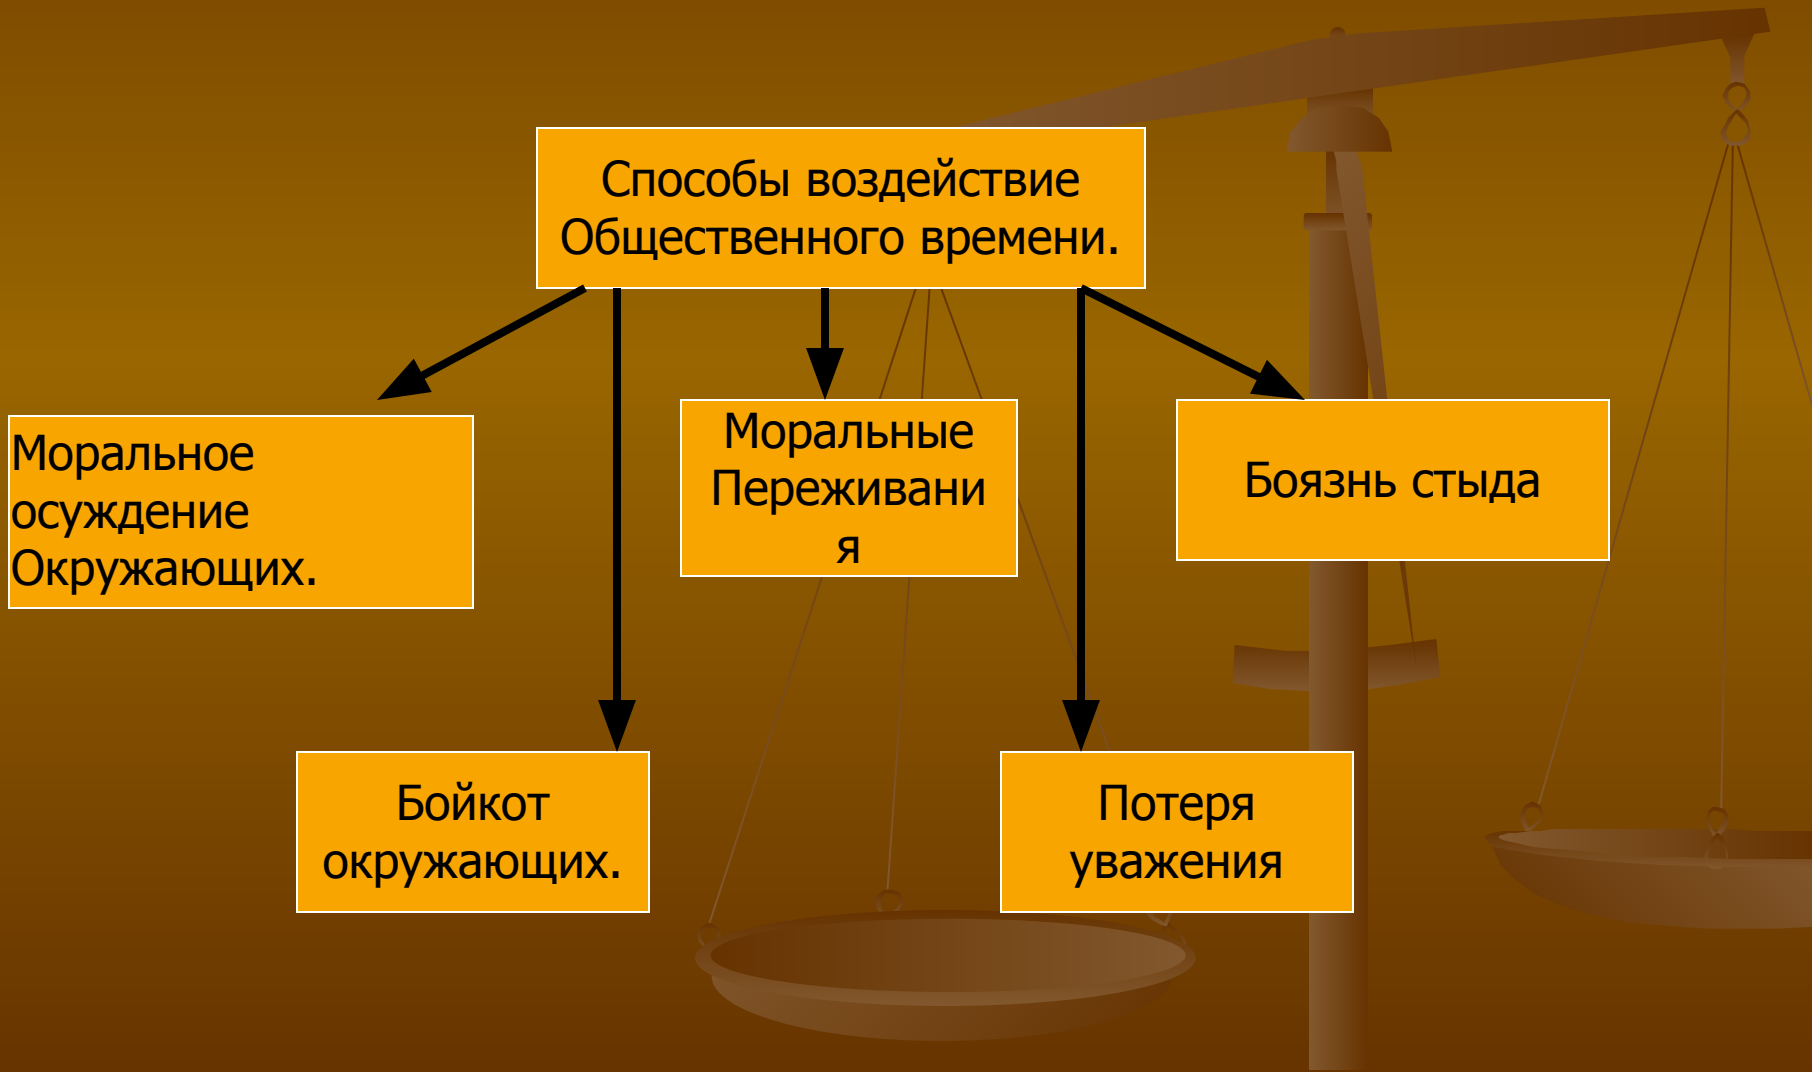 Способы воздействие
Общественного времени.
Моральное
осуждение
Окружающих.
Моральные
Переживани
я
Боязнь стыда
Бойкот
окружающих.
Потеря
уважения